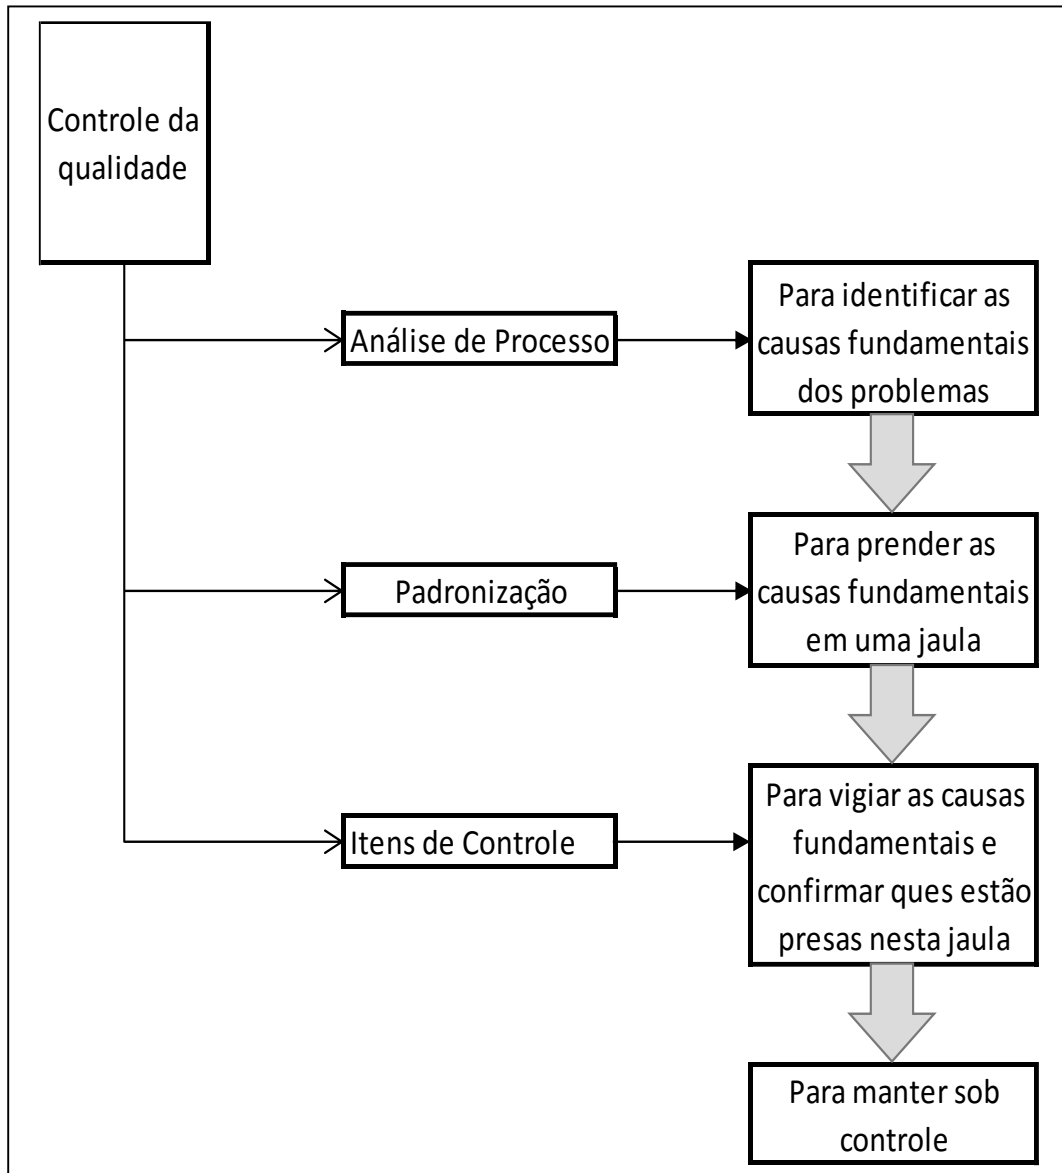 Controle da
qualidade
Análise de Processo
Para identificar as
causas fundamentais
dos problemas
Padronização
Para prender as
causas fundamentais
em uma jaula
Itens de Controle
Para vigiar as causas
fundamentais e
confirmar ques estão
presas nesta jaula
Para manter sob
controle